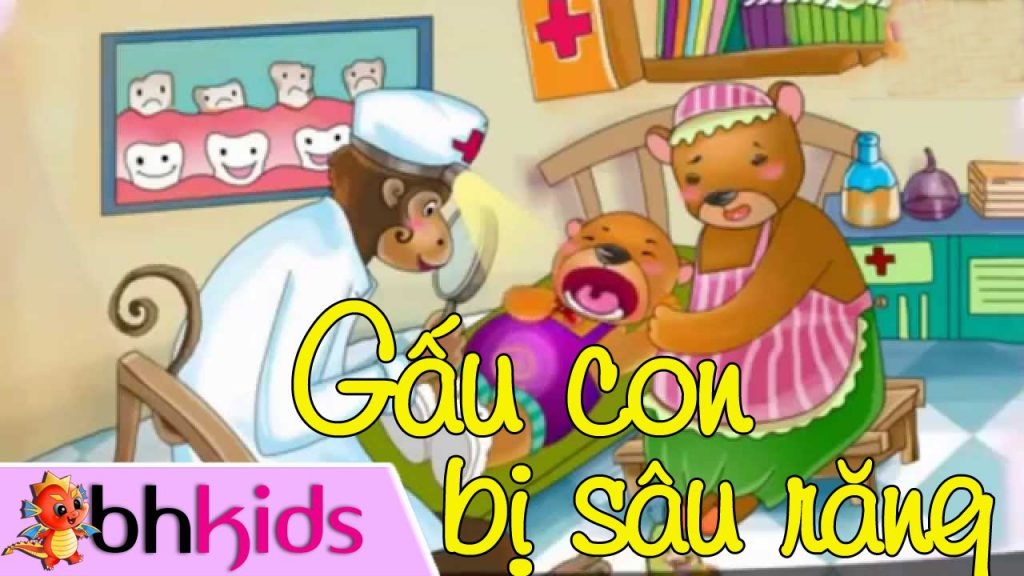 Gấu con
bị sâu răng
bhkids